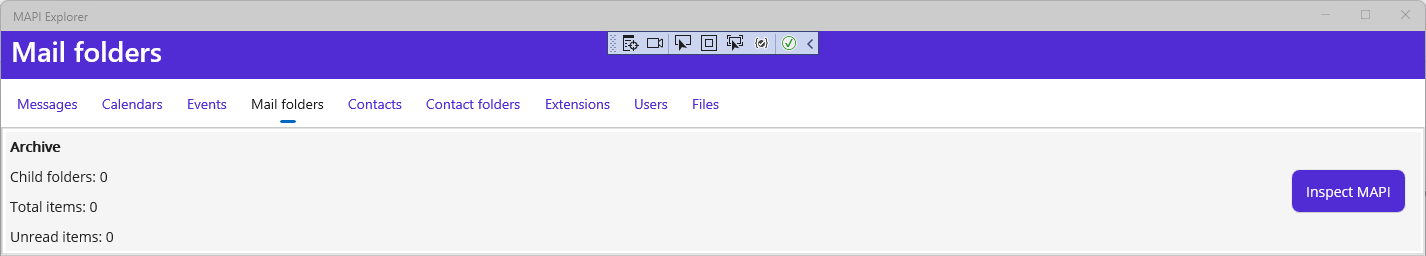 MAPI Explorer
Mail folders
Messages Calendars Events Mail folders Contacts Contact folders Extensions Users Files
Archive
Child folders: 0
Total items: 0
Unread items: 0
Inspect MAPI